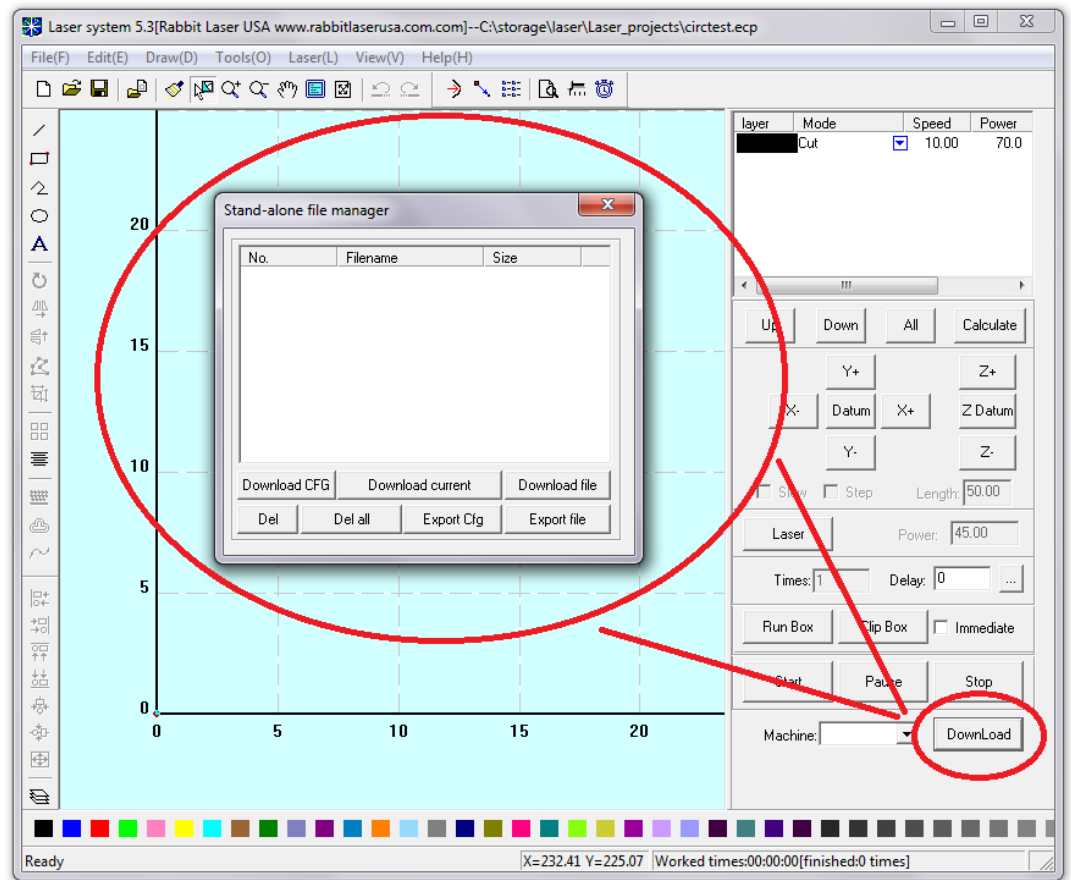 Laser system 5.3[Rabbit Laser USA www.rabbitlaserusa.com.com]--C:\storage\laser\Laser_projects\circtest.ecp
File(F) Edit(E) Draw(D) Tools(O) Laser(L) View(V) Help(H)
layer Mode Speed Power
Cut 10.00 70.0
20
15
10
5
0
0 5 10 15 20
Stand-alone file manager
No. Filename Size
Download CFG Download current Download file
Del Del all Export Cfg Export file
Up Down All Calculate
Y+ Z+
X- Datum X+ Z Datum
Y- Z-
Slow Step Length: 50.00
Laser Power: 45.00
Times: 1 Delay: 0 ...
Run Box Clip Box Immediate
Start Pause Stop
Machine: DownLoad
Ready X=232.41 Y=225.07 Worked times:00:00:00[finished:0 times]